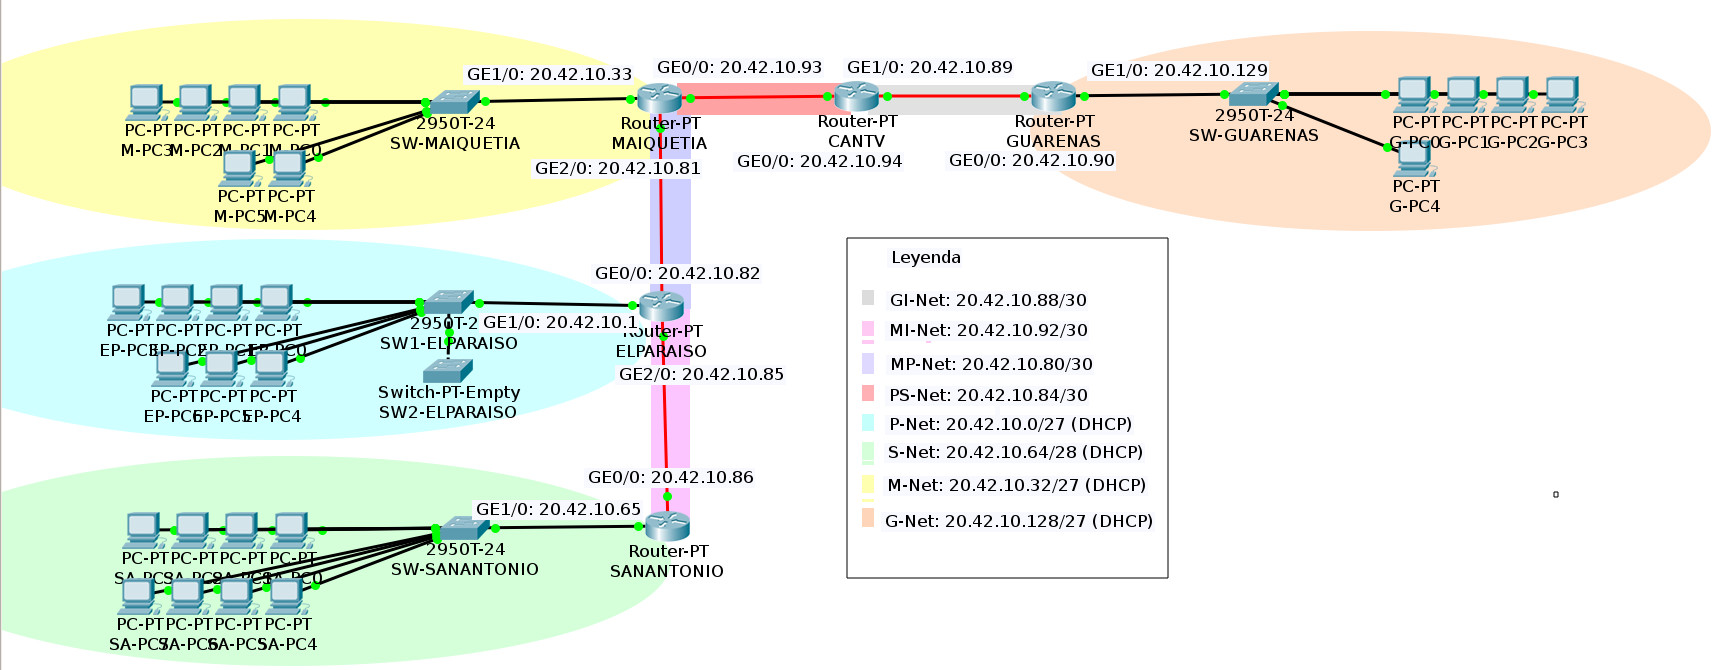 GE1/0: 20.42.10.33
GE0/0: 20.42.10.93
GE1/0: 20.42.10.89
GE1/0: 20.42.10.129
PC-PT
M-PC3
PC-PT
M-PC2
PC-PT
M-PC1
PC-PT
M-PC0
2950T-24
SW-MAIQUETIA
Router-PT
MAIQUETIA
Router-PT
CANTV
Router-PT
GUARENAS
2950T-24
SW-GUARENAS
PC-PT
G-PC0
PC-PT
G-PC1
PC-PT
G-PC2
PC-PT
G-PC3
GE2/0: 20.42.10.81
GE0/0: 20.42.10.94
GE0/0: 20.42.10.90
PC-PT
M-PC5
PC-PT
M-PC4
PC-PT
G-PC4
GE0/0: 20.42.10.82
PC-PT
EP-PC3
PC-PT
EP-PC2
PC-PT
EP-PC1
PC-PT
EP-PC0
2950T-2
SW1-ELPARAISO
GE1/0: 20.42.10.1
Router-PT
ELPARAISO
GE2/0: 20.42.10.85
PC-PT
EP-PC6
PC-PT
EP-PC5
PC-PT
EP-PC4
Switch-PT-Empty
SW2-ELPARAISO
GE0/0: 20.42.10.86
GE1/0: 20.42.10.65
PC-PT
PC-PT
PC-PT
PC-PT
2950T-24
SW-SANANTONIO
Router-PT
SANANTONIO
PC-PT
SA-PC7
PC-PT
SA-PC6
PC-PT
SA-PC5
PC-PT
SA-PC4
Leyenda
GI-Net: 20.42.10.88/30
MI-Net: 20.42.10.92/30
MP-Net: 20.42.10.80/30
PS-Net: 20.42.10.84/30
P-Net: 20.42.10.0/27 (DHCP)
S-Net: 20.42.10.64/28 (DHCP)
M-Net: 20.42.10.32/27 (DHCP)
G-Net: 20.42.10.128/27 (DHCP)